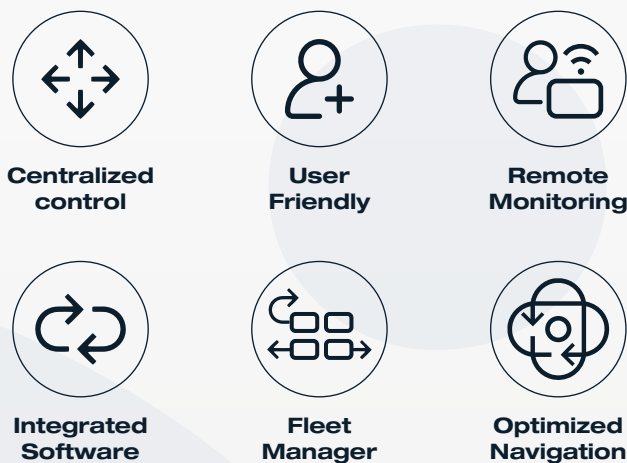 Centralized
control
User
Friendly
Remote
Monitoring
Integrated
Software
Fleet
Manager
Optimized
Navigation